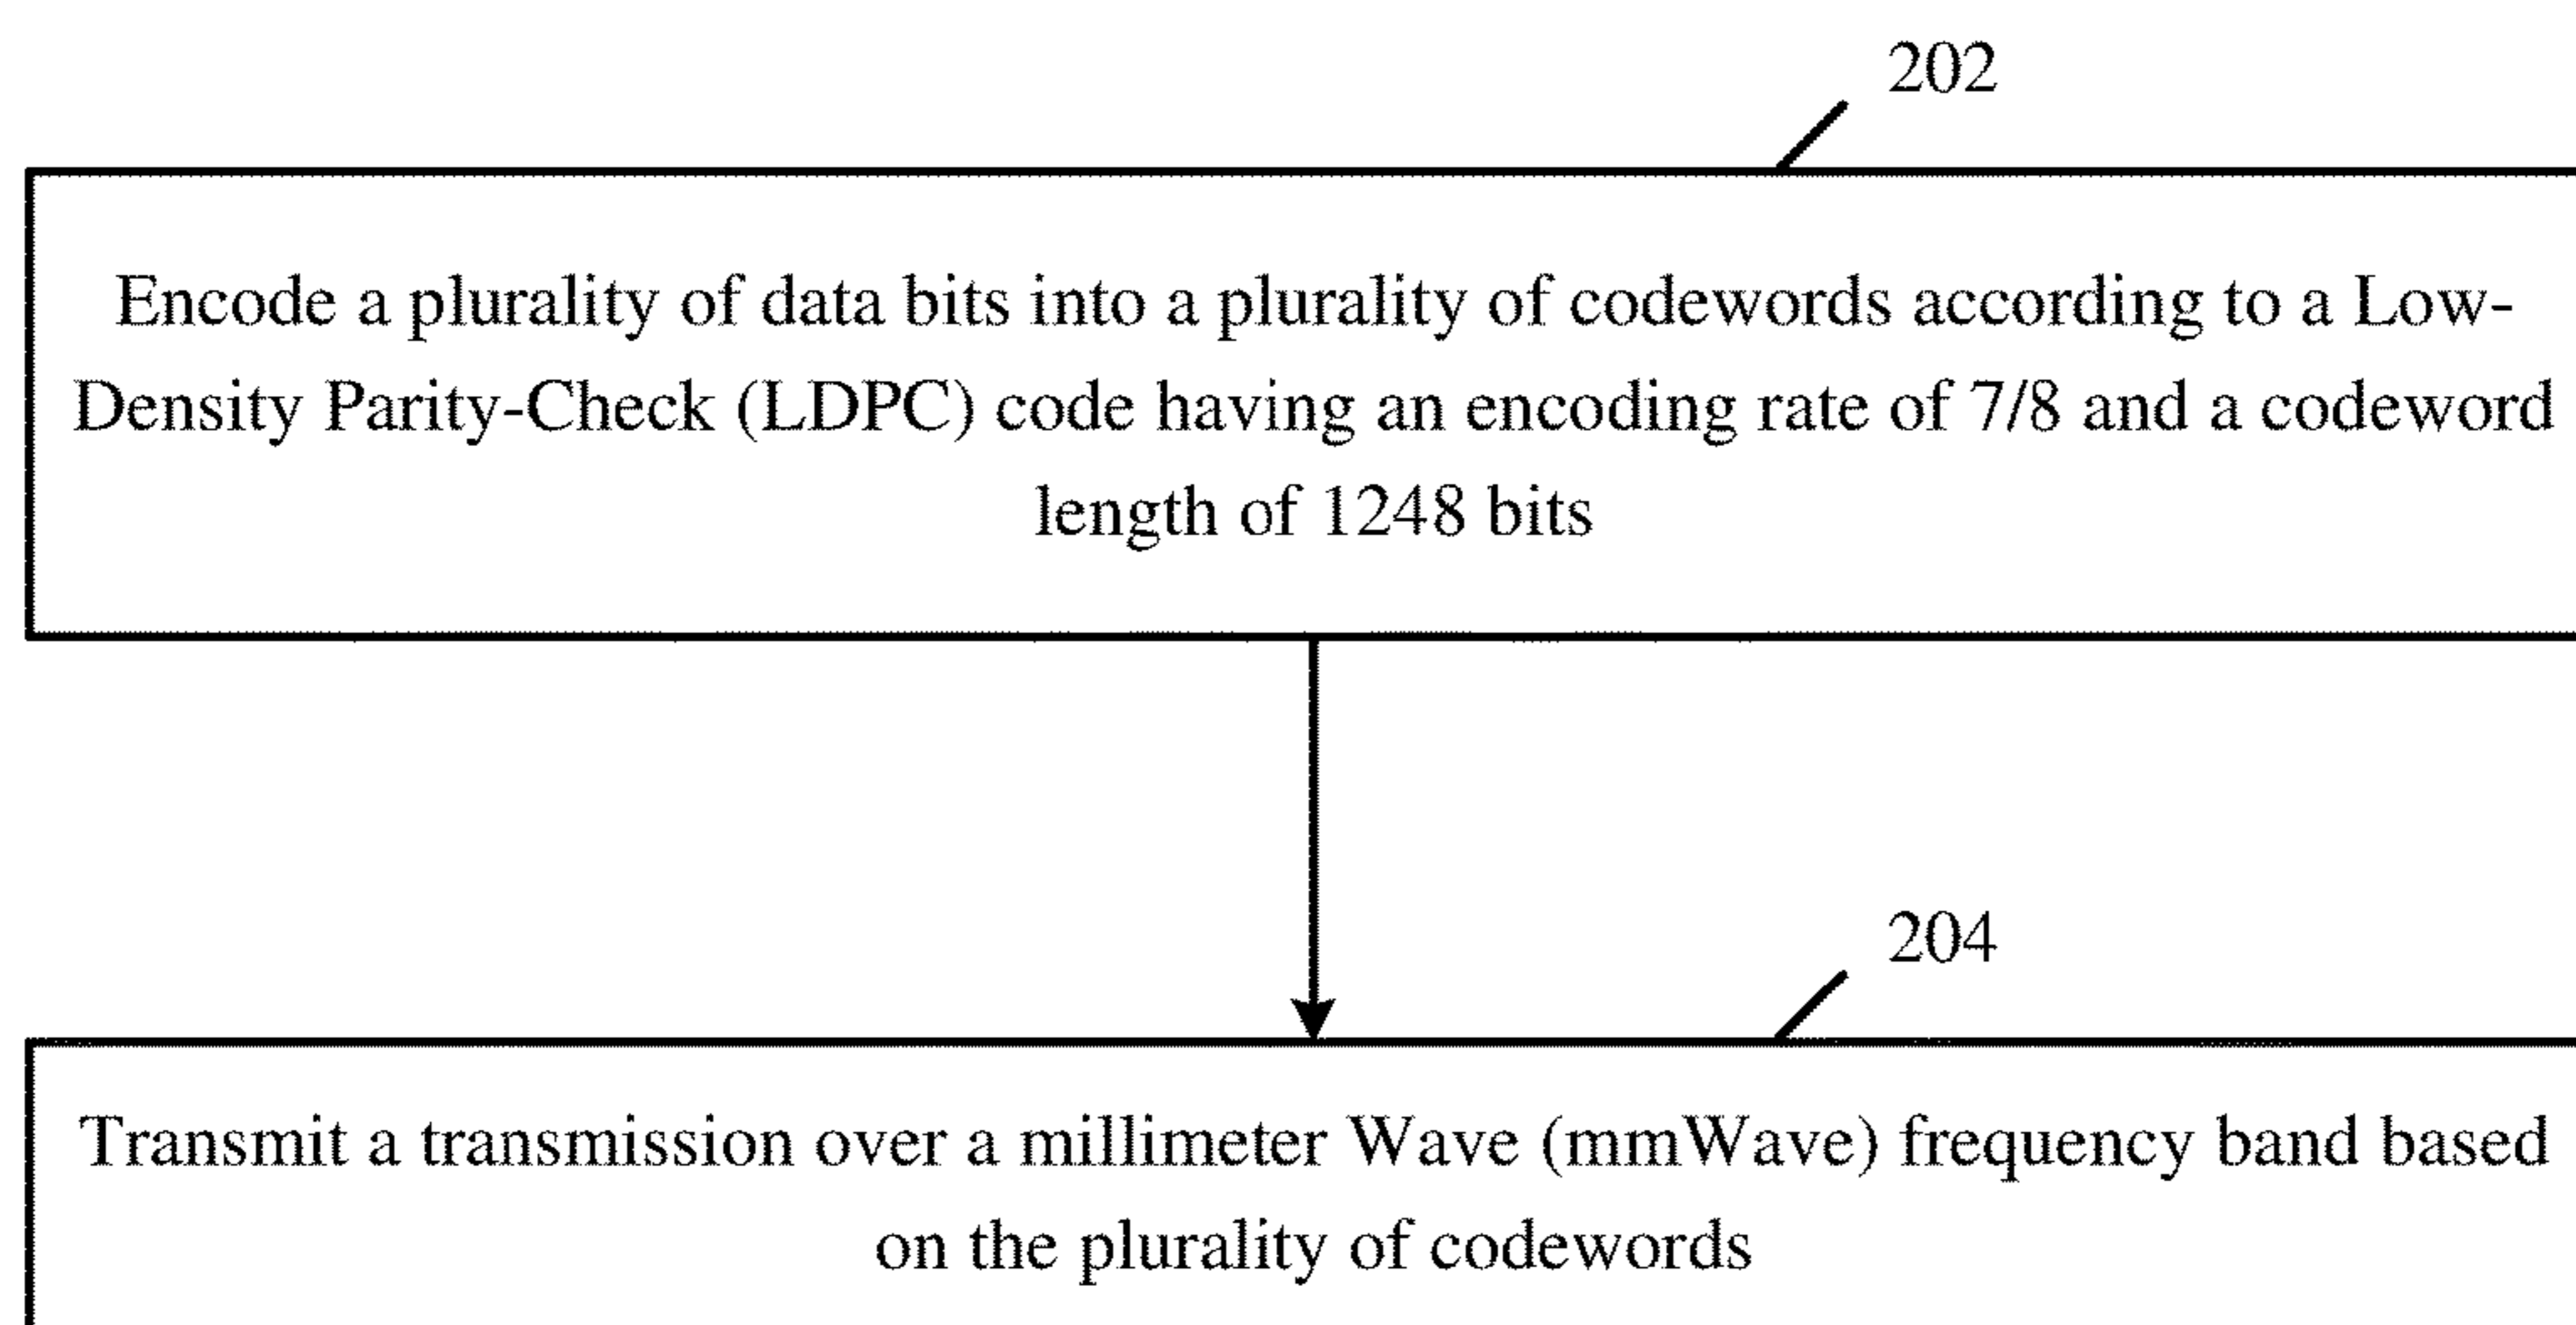 202
Encode a plurality of data bits into a plurality of codewords according to a Low-
Density Parity-Check (LDPC) code having an encoding rate of 7/8 and a codeword
length of 1248 bits
204
Transmit a transmission over a millimeter Wave (mmWave) frequency band based
on the plurality of codewords